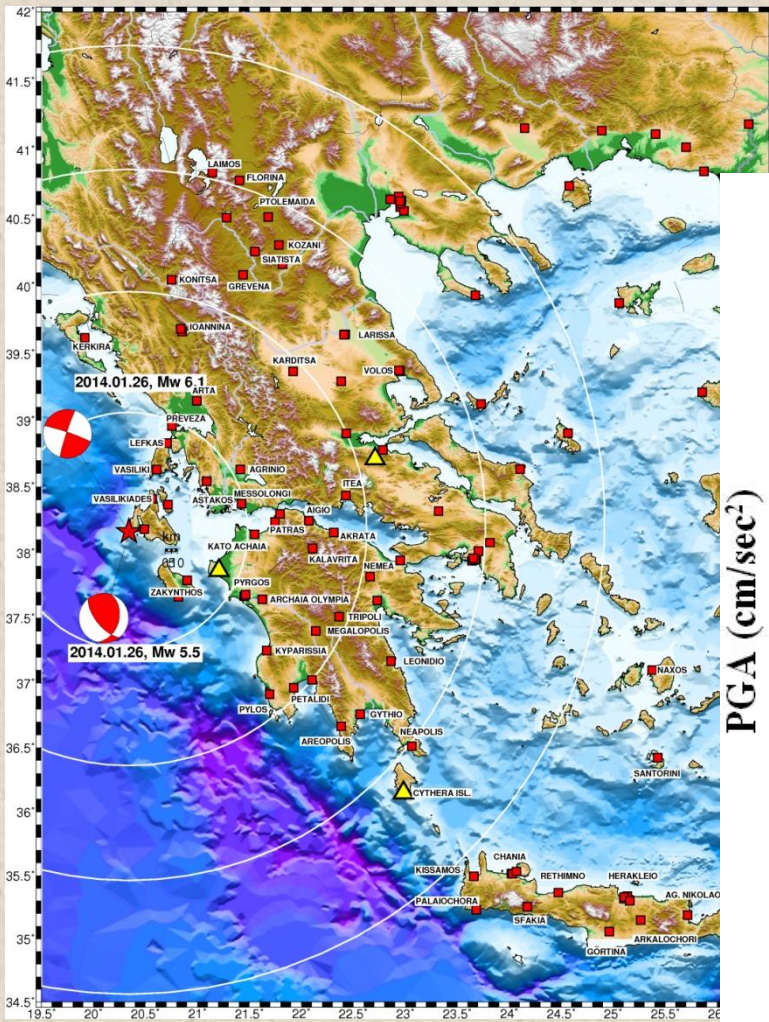 42°
41.5°
41°
40.5°
40°
39.5°
39°
38.5°
38°
37.5°
37°
36.5°
36°
35.5°
35°
34.5°
LAIMOS
FLORINA
PTOLEMAIDA
KOZANI
SIATISTA
KONITSA
GREVENA
IOANNINA
KERKIRA
LARISSA
KARDITSA
VOLOS
2014.01.26, Mw 6.1
ARTA
PREVEZA
LEFKAS
VASILIKI
AGRINIO
VASILIKIADES
ASTAKOS
MESSOLONGI
ITEA
AIGIO
km
PATRAS
AKRATA
KATO ACHAIA
KALAVRITA
NEMEA
ZAKYNTHOS
PYRGOS
ARCHAIA OLYMPIA
TRIPOLI
MEGALOPOLIS
2014.01.26, Mw 5.5
KYPARISSIA
LEONIDIO
NAXOS
PETALIDI
PYLOS
GYTHIO
AREOPOLIS
NEAPOLIS
SANTORINI
CYTHERA ISL.
CHANIA
KISSAMOS
RETHIMNO
HERAKLEIO
PALAIOCHORA
SFAKIA
AG. NIKOLAO
ARKALOCHORI
GORTINA
19.5 20 20.5 21 21.5 22 22.5 23 23.5 24 24.5 25 25.5 26
PGA (cm/sec²)